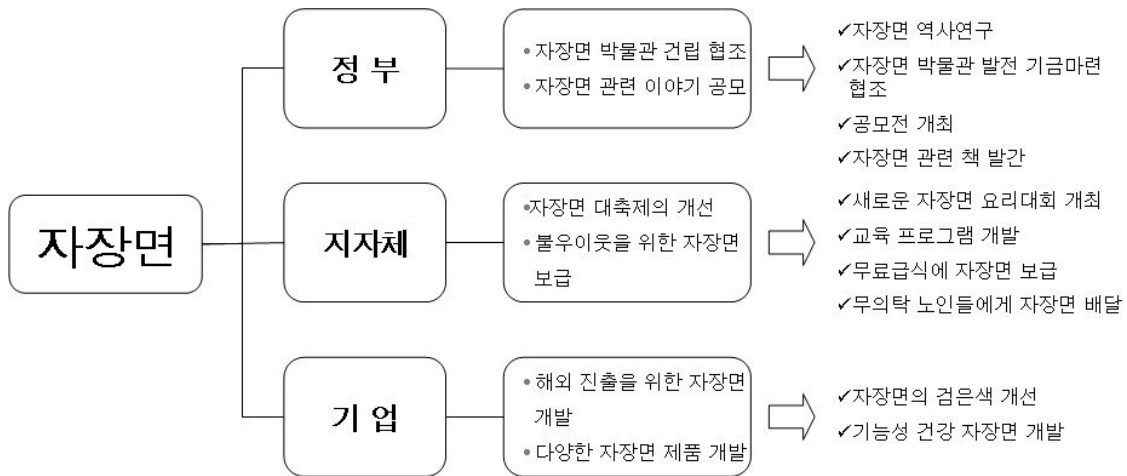 자장면
정 부
• 자장면 박물관 건립 협조
• 자장면 관련 이야기 공모
✓자장면 역사연구
✓자장면 박물관 발전 기금마련
협조
✓공모전 개최
✓자장면 관련 책 발간
지자체
•자장면 대축제의 개선
• 불우이웃을 위한 자장면
보급
✓새로운 자장면 요리대회 개최
✓교육 프로그램 개발
✓무료급식에 자장면 보급
✓무의탁 노인들에게 자장면 배달
기 업
• 해외 진출을 위한 자장면
개발
• 다양한 자장면 제품 개발
✓자장면의 검은색 개선
✓기능성 건강 자장면 개발